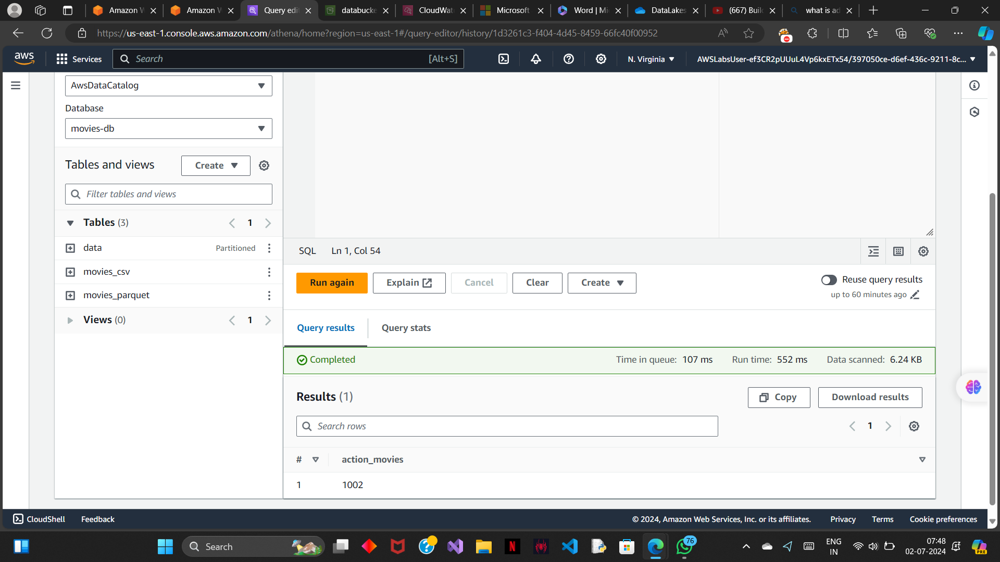 Amazon W
Amazon W
Query edit
databucke
CloudWat
Microsoft
Word | Mi
DataLakes
(667) Buil
what is ad
https://us-east-1.console.aws.amazon.com/athena/home?region=us-east-1#/query-editor/history/1d3261c3-f404-4d45-8459-66fc40f00952
aws
Services
Search
[Alt+S]
N. Virginia
AWSLabsUser-ef3CR2pUUuL4Vp6kxETx54/397050ce-d6ef-436c-9211-8c...
AwsDataCatalog
Database
movies-db
Tables and views
Create
Filter tables and views
Tables (3)
1
data
Partitioned
movies_csv
movies_parquet
Views (0)
1
SQL
Ln 1, Col 54
Run again
Explain
Cancel
Clear
Create
Reuse query results
up to 60 minutes ago
Query results
Query stats
Completed
Time in queue: 107 ms
Run time: 552 ms
Data scanned: 6.24 KB
Results (1)
Copy
Download results
Search rows
1
#
action_movies
1
1002
CloudShell
Feedback
© 2024, Amazon Web Services, Inc. or its affiliates.
Privacy
Terms
Cookie preferences
Search
76
ENG
IN
07:48
02-07-2024
PRE